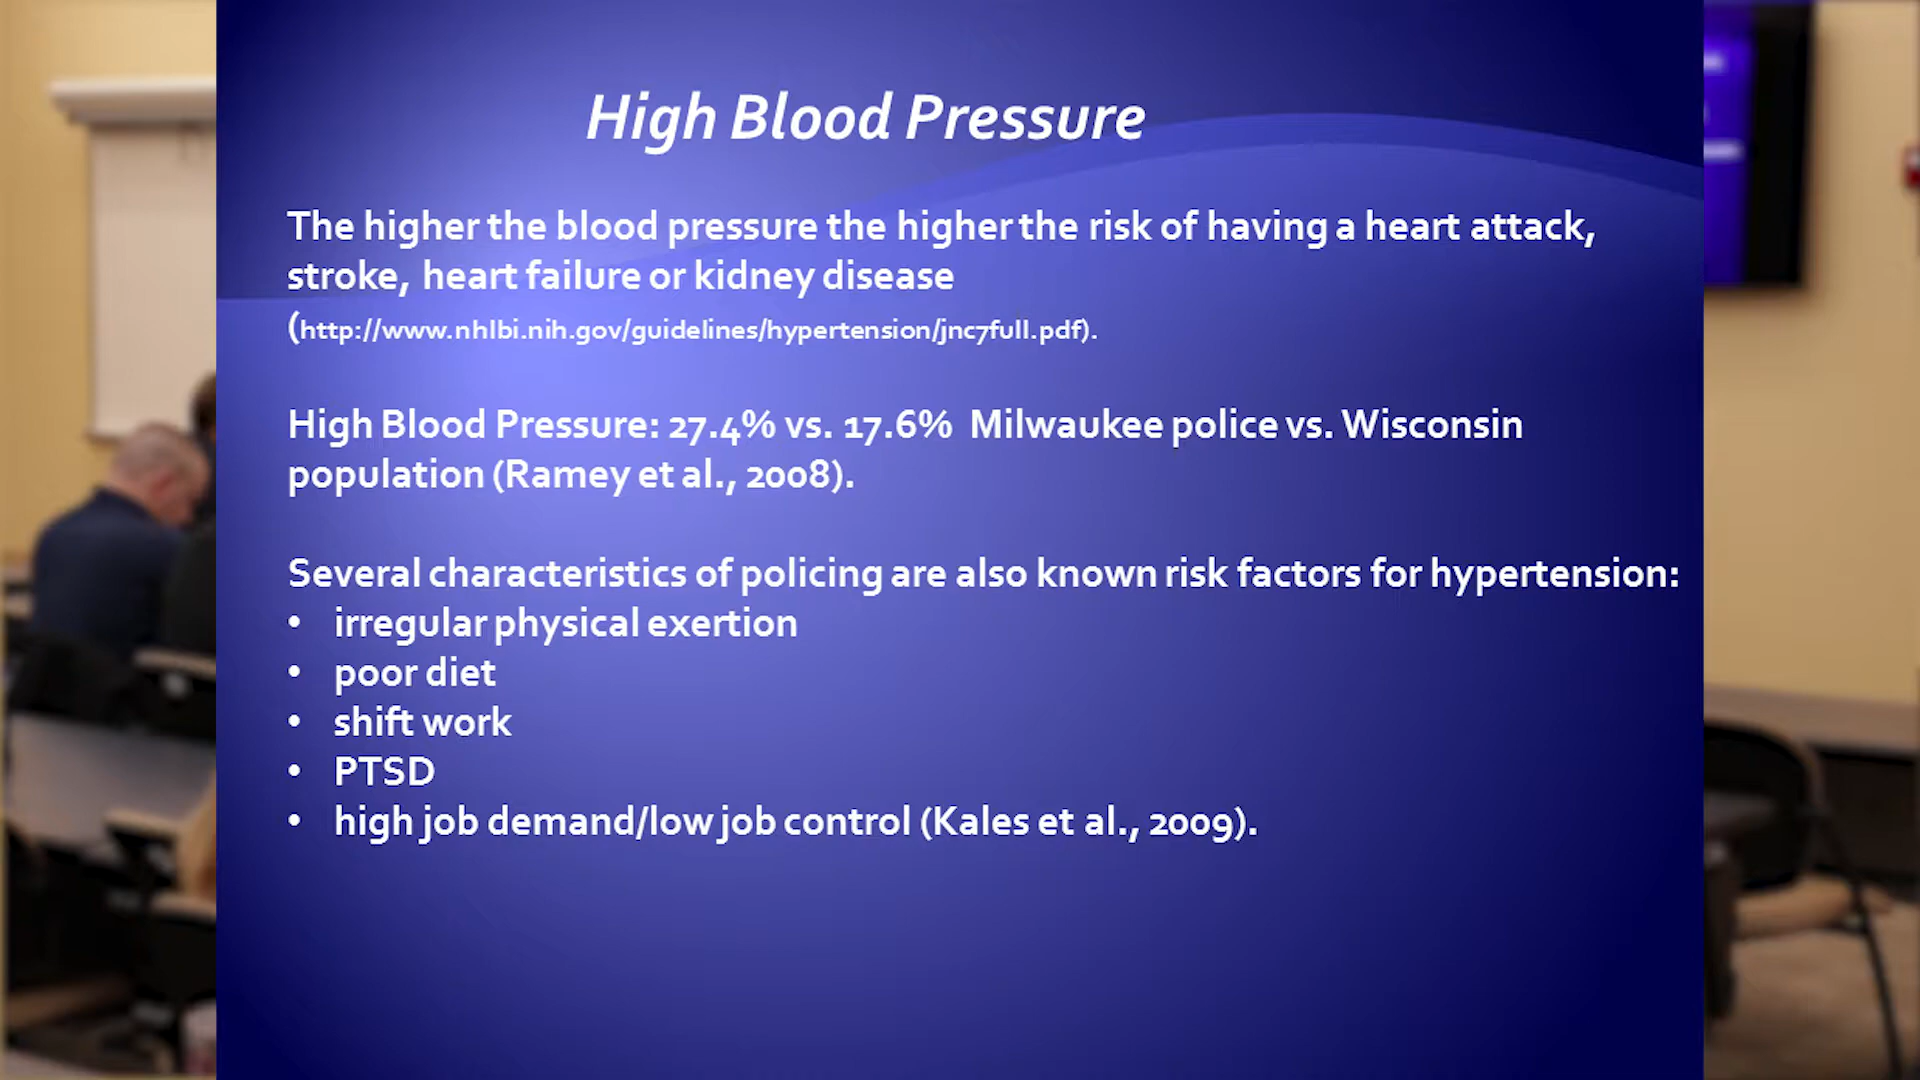 High Blood Pressure
The higher the blood pressure the higher the risk of having a heart attack,
stroke, heart failure or kidney disease
(http://www.nhlbi.nih.gov/guidelines/hypertension/jnc7full.pdf).
High Blood Pressure: 27.4% vs. 17.6% Milwaukee police vs. Wisconsin
population (Ramey et al., 2008).
Several characteristics of policing are also known risk factors for hypertension:
• irregular physical exertion
• poor diet
• shift work
• PTSD
• high job demand/low job control (Kales et al., 2009).